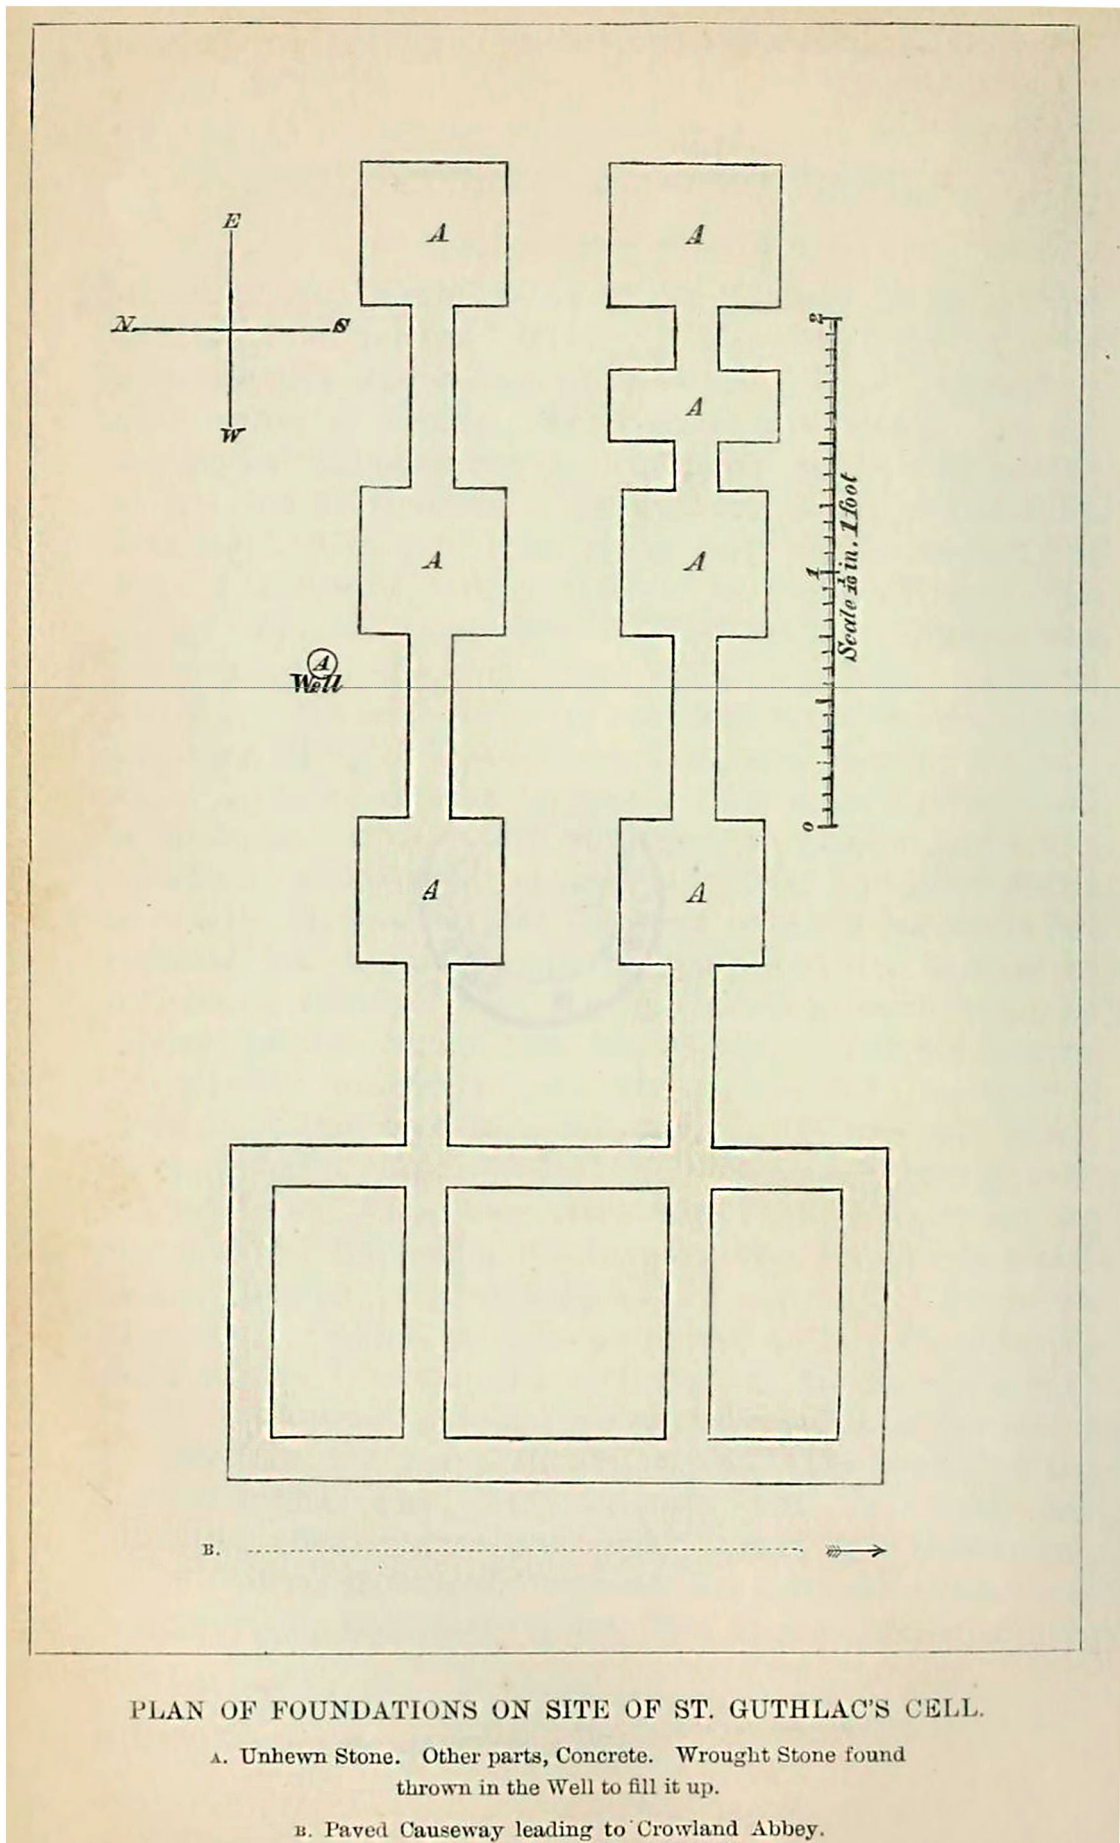 A A
E
N S
W
A
2
A A
1
Scale 1/10 in. 1 foot
A
Well
0
A A
B.
PLAN OF FOUNDATIONS ON SITE OF ST. GUTHLAC'S CELL.
A. Unhewn Stone. Other parts, Concrete. Wrought Stone found
thrown in the Well to fill it up.
B. Paved Causeway leading to Crowland Abbey.